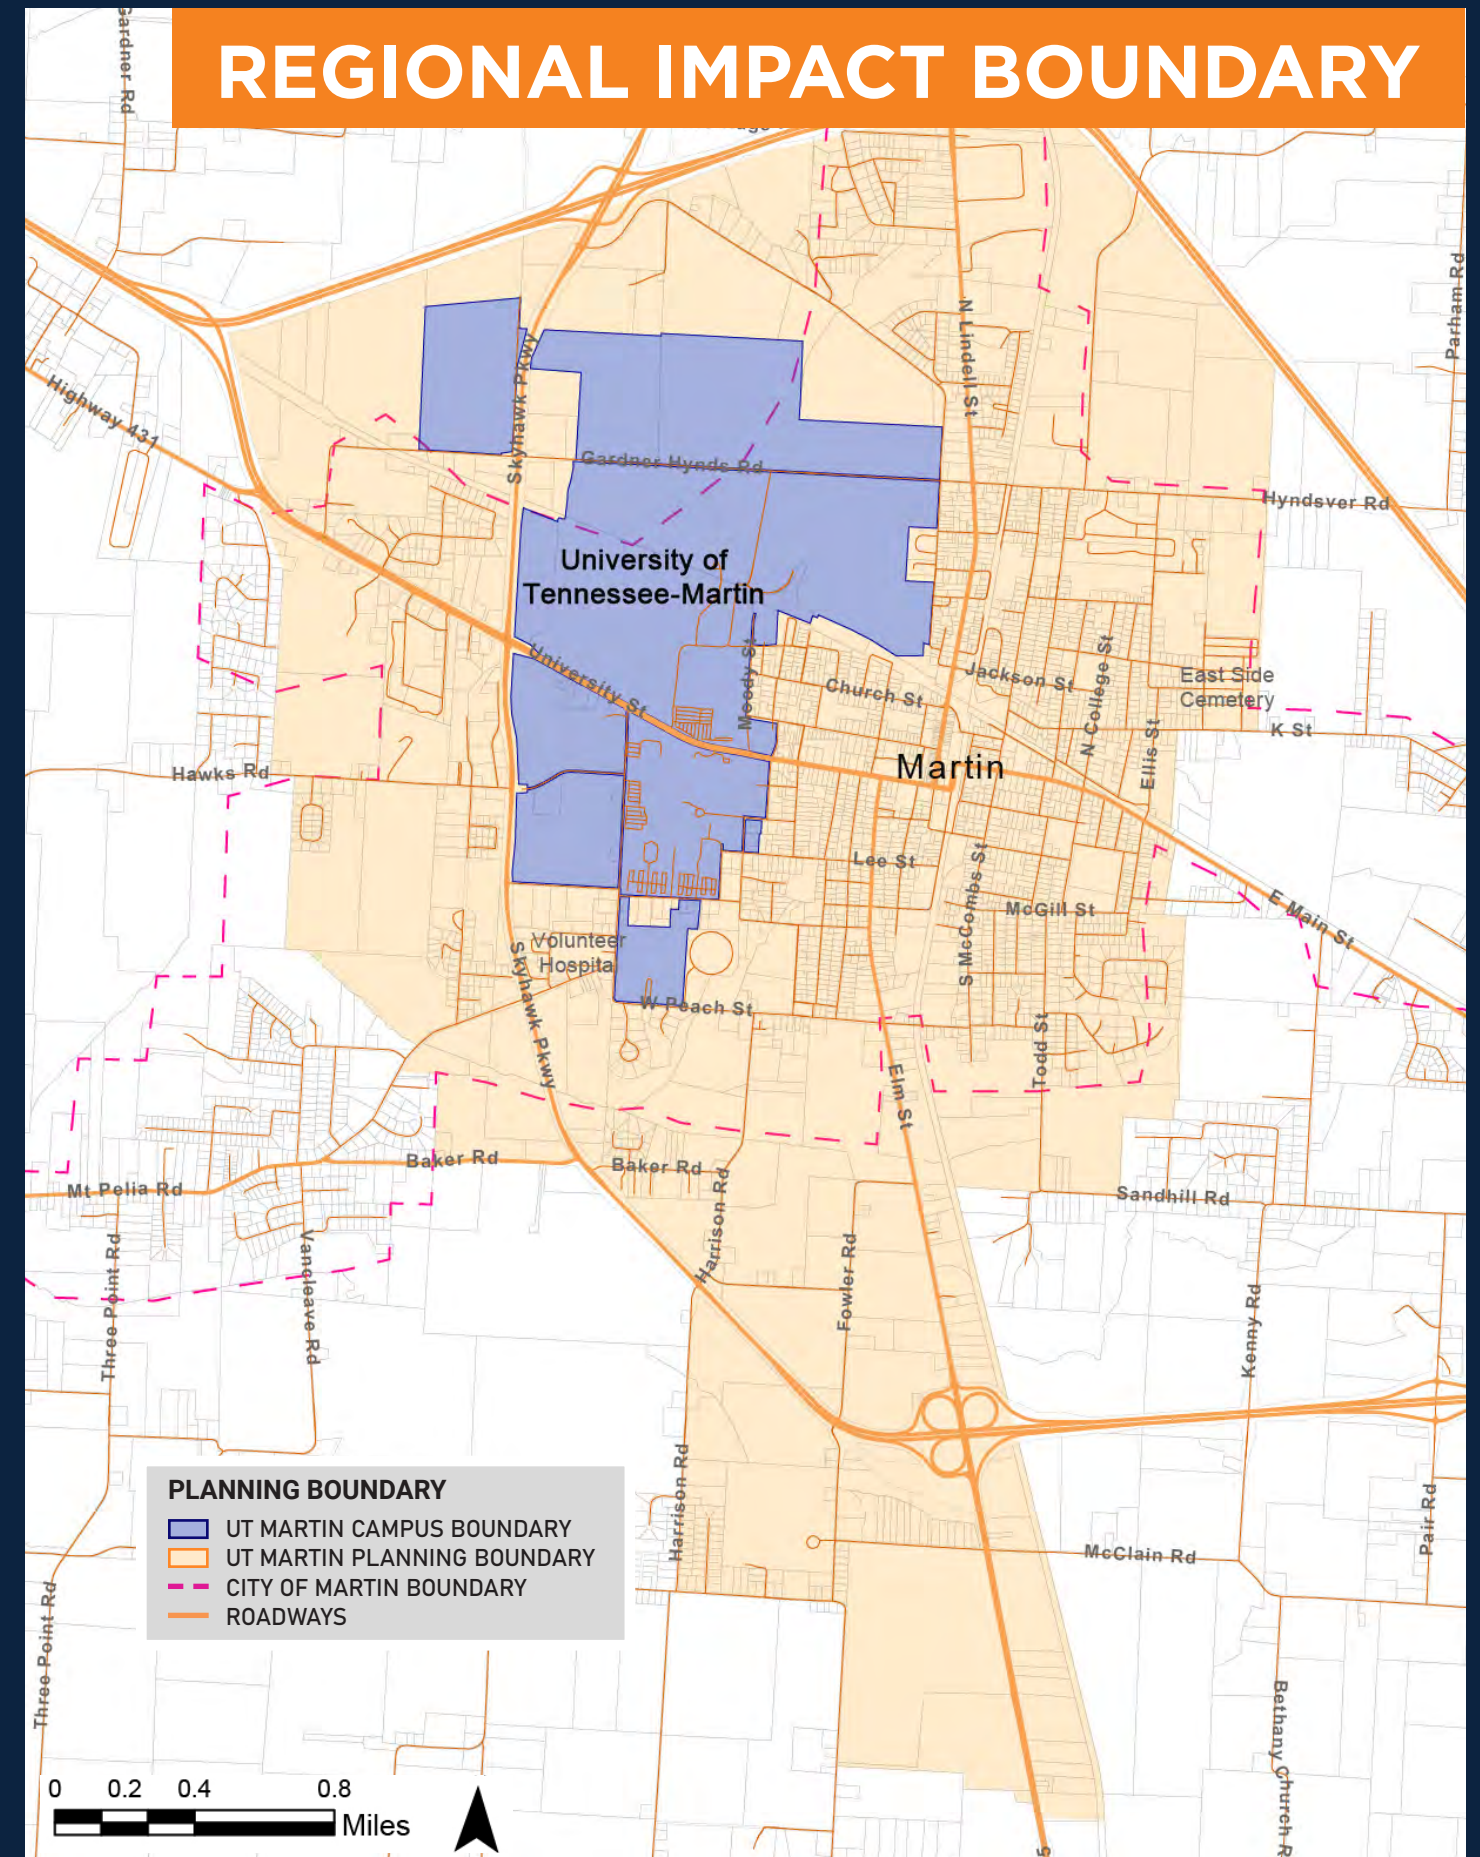 REGIONAL IMPACT BOUNDARY
Gardner Rd
Parham Rd
N Lindell St
Skyhawk Pkwy
Highway 431
Gardner Hynds Rd
Hyndsver Rd
University of
Tennessee-Martin
University St
Moody St
Church St
Jackson St
N College St
East Side
Cemetery
Ellis St
K St
Hawks Rd
Martin
Lee St
S McCombs St
McGill St
E Main St
Volunteer
Hospital
Skyhawk Pkwy
W Peach St
Todd St
Elm St
Baker Rd
Baker Rd
Mt Pelia Rd
Sandhill Rd
Harrison Rd
Three Point Rd
Vancleave Rd
Fowler Rd
Kenny Rd
Harrison Rd
Pair Rd
McClain Rd
Three Point Rd
Bethany Church R
PLANNING BOUNDARY
UT MARTIN CAMPUS BOUNDARY
UT MARTIN PLANNING BOUNDARY
CITY OF MARTIN BOUNDARY
ROADWAYS
0 0.2 0.4 0.8
Miles